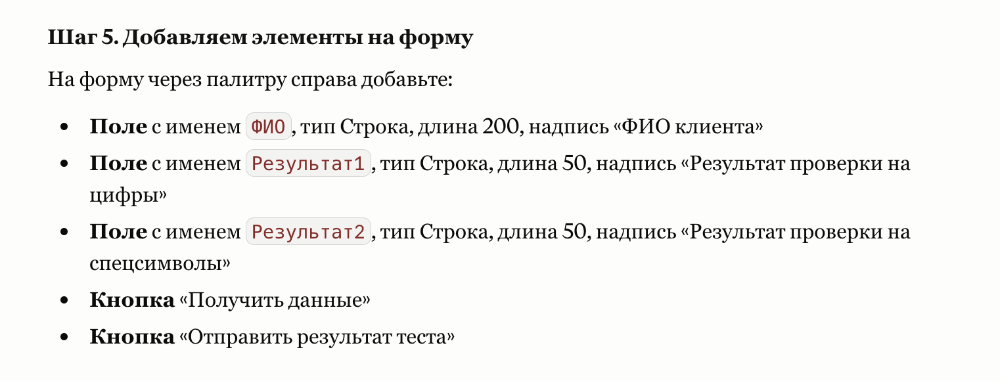 Шаг 5. Добавляем элементы на форму
На форму через палитру справа добавьте:
• Поле с именем ФИО, тип Строка, длина 200, надпись «ФИО клиента»
• Поле с именем Результат1, тип Строка, длина 50, надпись «Результат проверки на
цифры»
• Поле с именем Результат2, тип Строка, длина 50, надпись «Результат проверки на
спецсимволы»
• Кнопка «Получить данные»
• Кнопка «Отправить результат теста»